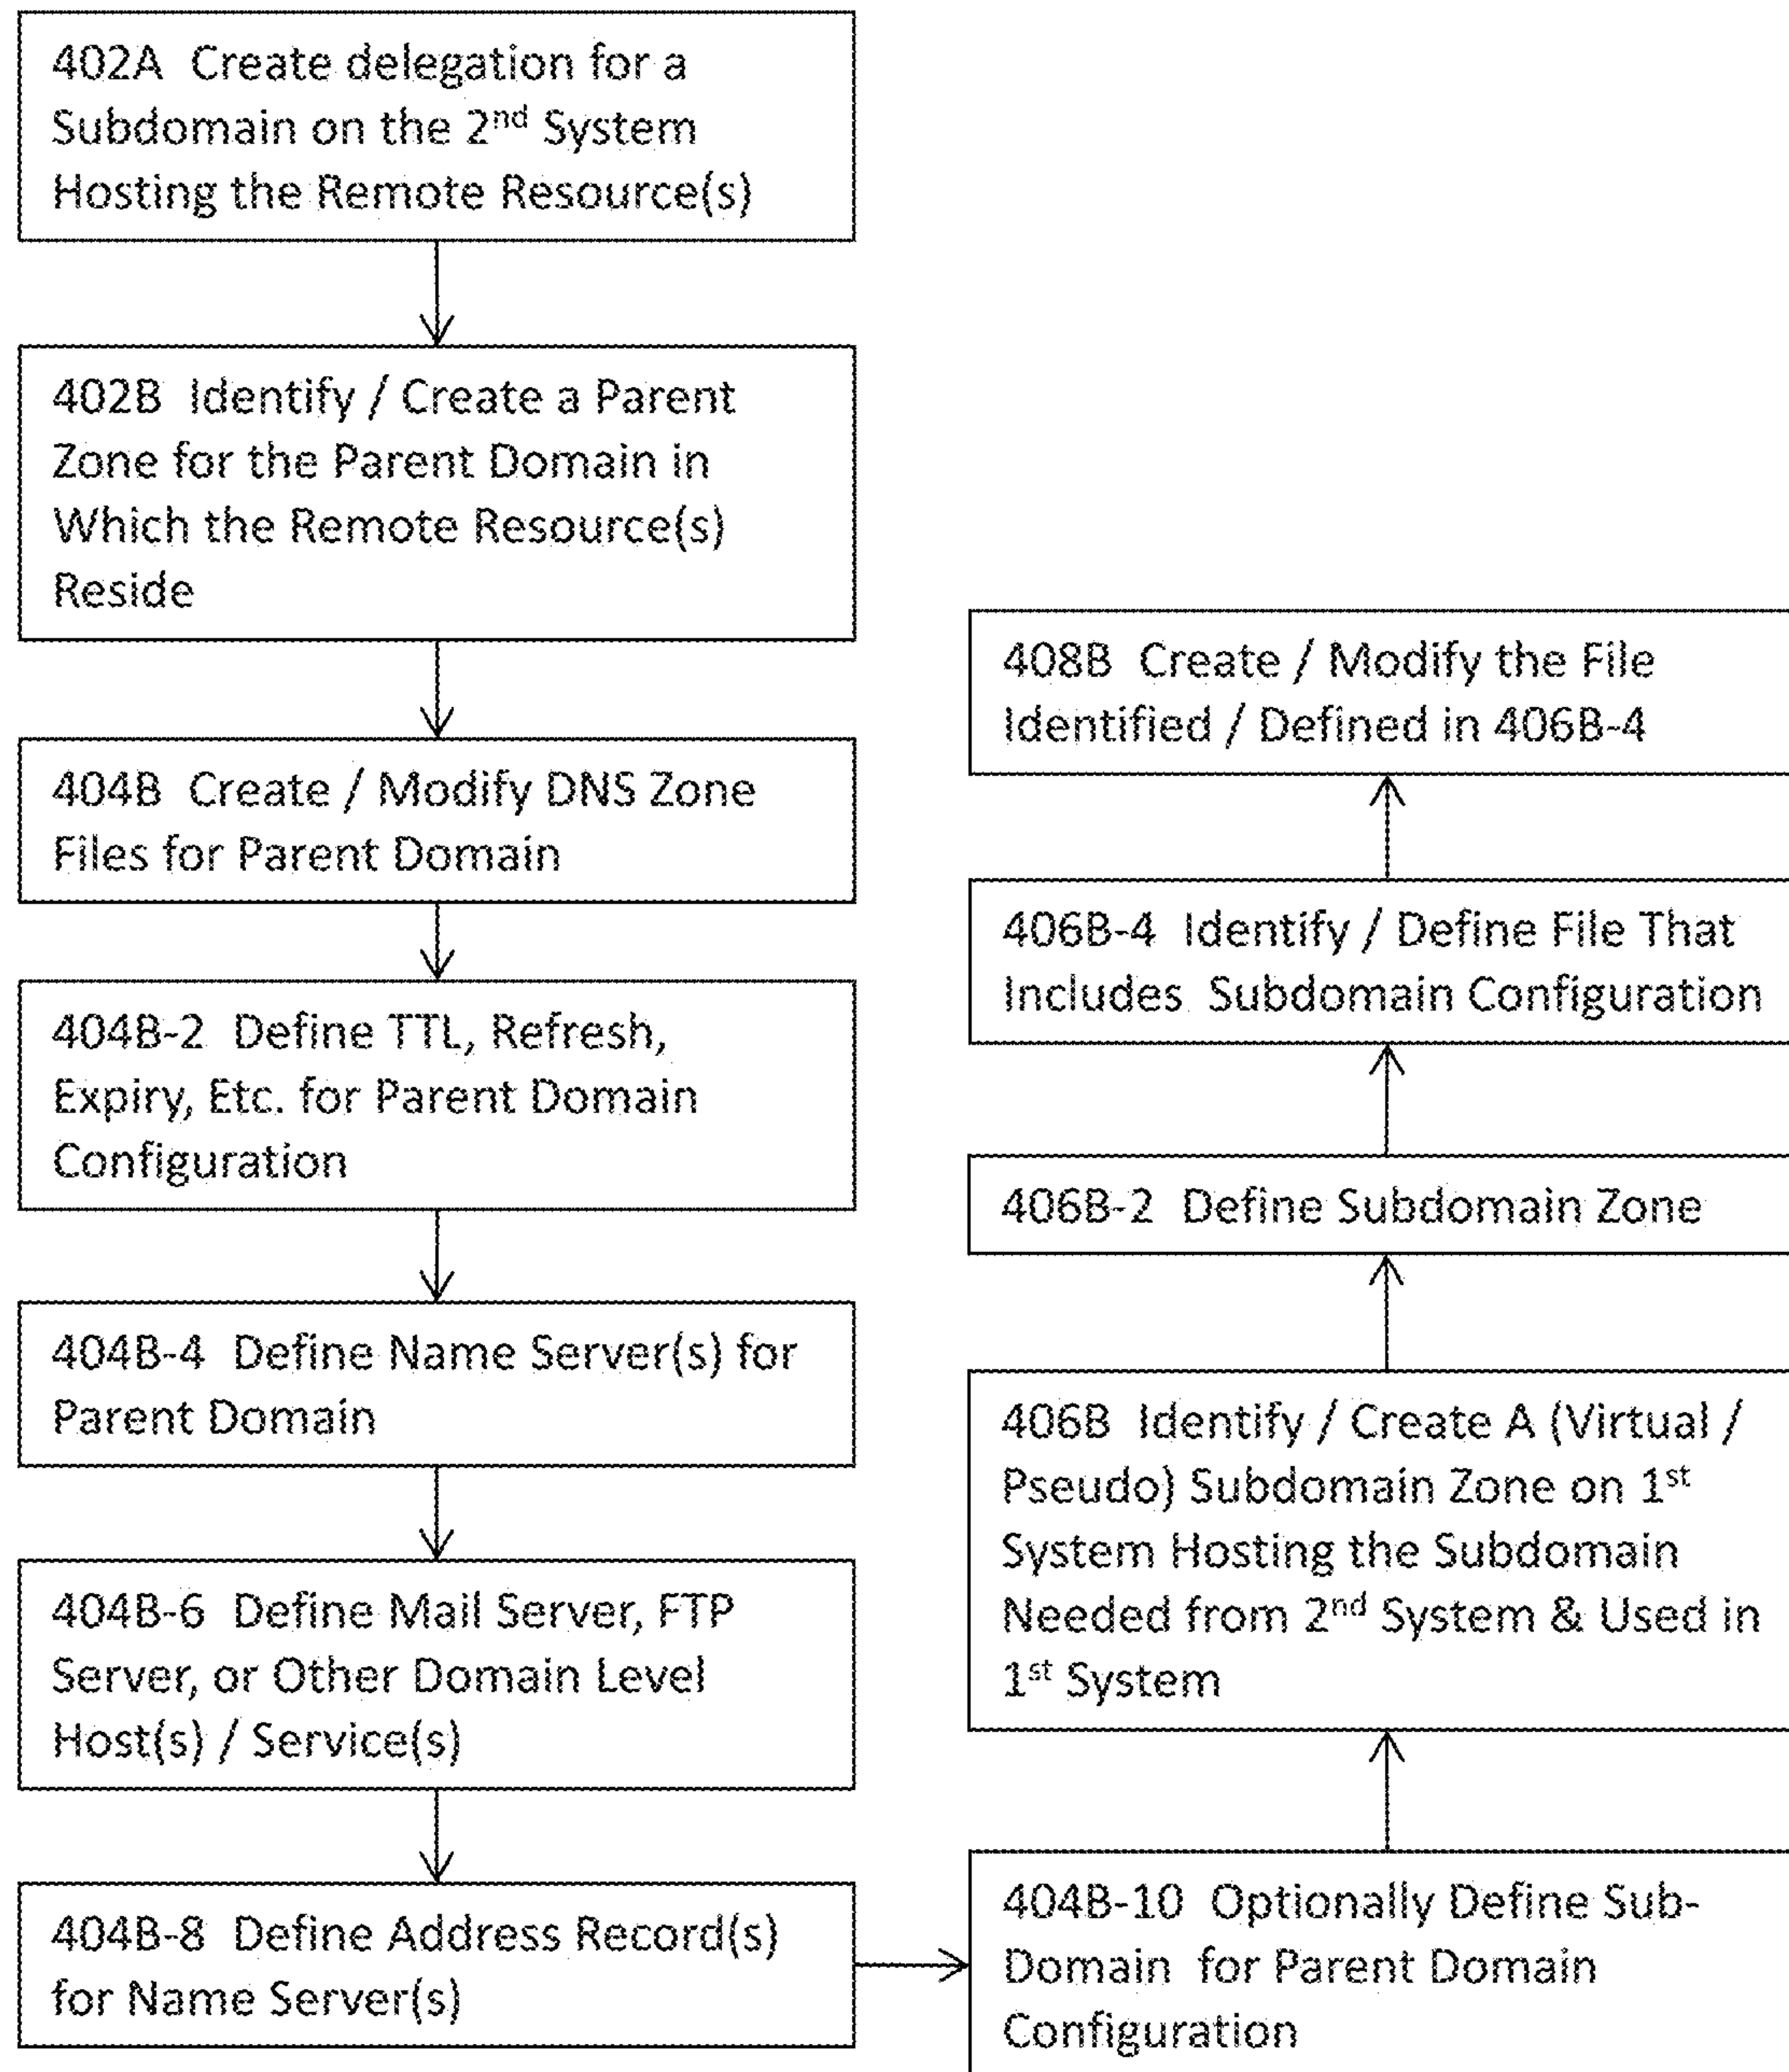 402A Create delegation for a
Subdomain on the 2nd System
Hosting the Remote Resource(s)
402B Identify / Create a Parent
Zone for the Parent Domain in
Which the Remote Resource(s)
Reside
404B Create / Modify DNS Zone
Files for Parent Domain
404B-2 Define TTL, Refresh,
Expiry, Etc. for Parent Domain
Configuration
404B-4 Define Name Server(s) for
Parent Domain
404B-6 Define Mail Server, FTP
Server, or Other Domain Level
Host(s) / Service(s)
404B-8 Define Address Record(s)
for Name Server(s)
404B-10 Optionally Define Sub-
Domain for Parent Domain
Configuration
406B Identify / Create A (Virtual /
Pseudo) Subdomain Zone on 1st
System Hosting the Subdomain
Needed from 2nd System & Used in
1st System
406B-2 Define Subdomain Zone
406B-4 Identify / Define File That
Includes Subdomain Configuration
408B Create / Modify the File
Identified / Defined in 406B-4